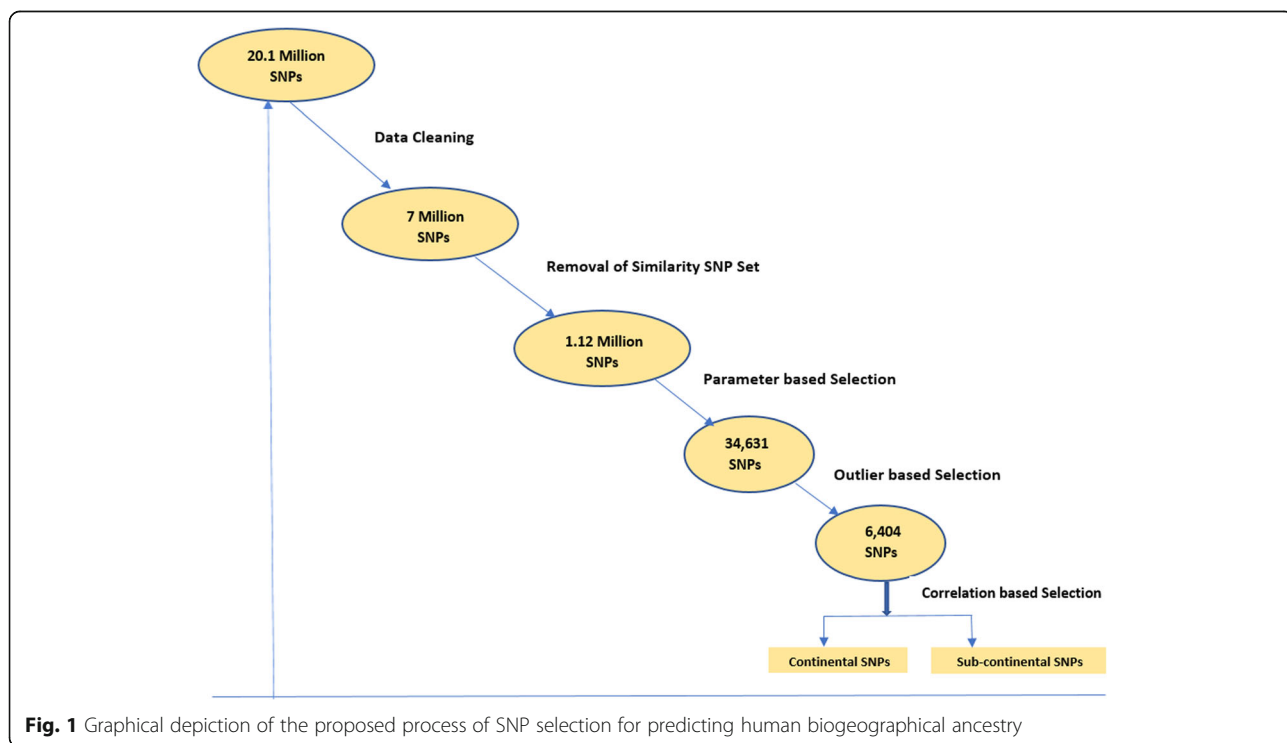 20.1 Million
SNPs
Data Cleaning
7 Million
SNPs
Removal of Similarity SNP Set
1.12 Million
SNPs
Parameter based Selection
34,631
SNPs
Outlier based Selection
6,404
SNPs
Correlation based Selection
Continental SNPs
Sub-continental SNPs
Fig. 1 Graphical depiction of the proposed process of SNP selection for predicting human biogeographical ancestry